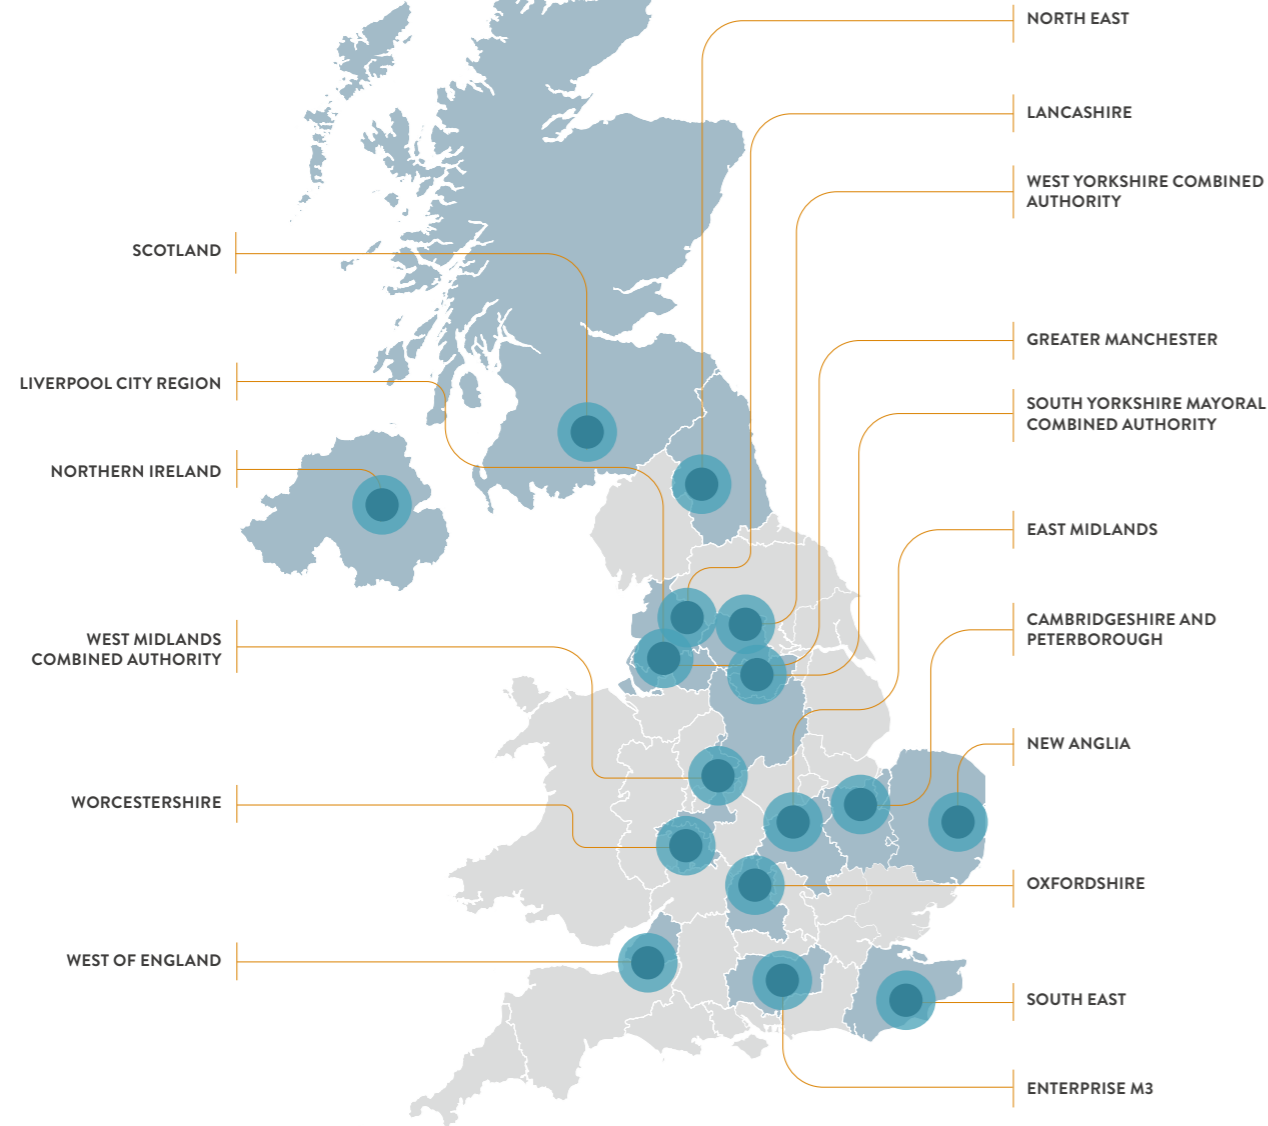 NORTH EAST
LANCASHIRE
WEST YORKSHIRE COMBINED
AUTHORITY
SCOTLAND
GREATER MANCHESTER
LIVERPOOL CITY REGION
SOUTH YORKSHIRE MAYORAL
COMBINED AUTHORITY
NORTHERN IRELAND
EAST MIDLANDS
CAMBRIDGESHIRE AND
PETERBOROUGH
WEST MIDLANDS
COMBINED AUTHORITY
NEW ANGLIA
WORCESTERSHIRE
OXFORDSHIRE
WEST OF ENGLAND
SOUTH EAST
ENTERPRISE M3